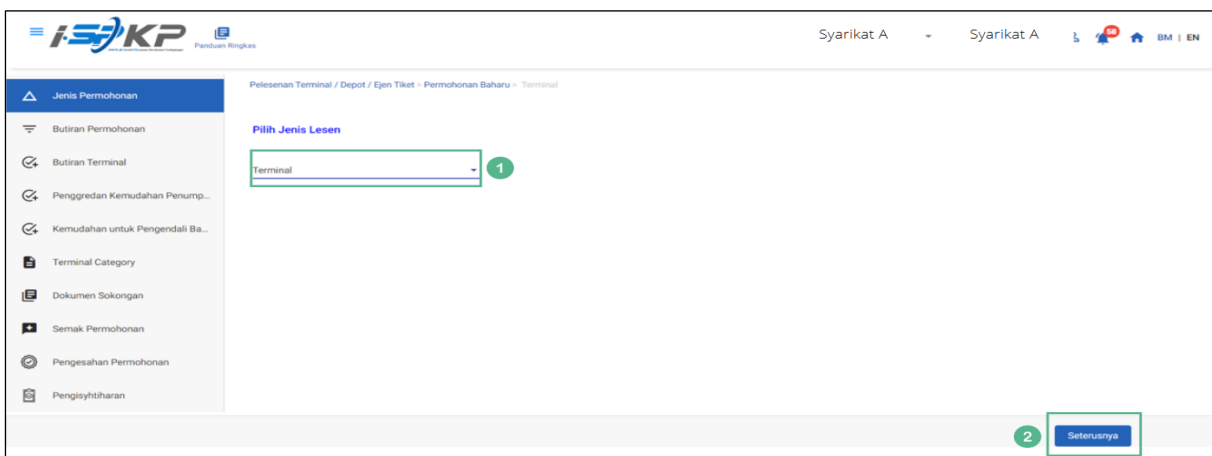 i-SPKP
Panduan Ringkas
Syarikat A
Syarikat A
58
BM | EN
Pelesenan Terminal / Depot / Ejen Tiket > Permohonan Baharu > Terminal
Jenis Permohonan
Butiran Permohonan
Butiran Terminal
Penggredan Kemudahan Penump...
Kemudahan untuk Pengendali Ba...
Terminal Category
Dokumen Sokongan
Semak Permohonan
Pengesahan Permohonan
Pengisyhtiharan
Pilih Jenis Lesen
Terminal
1
2
Seterusnya